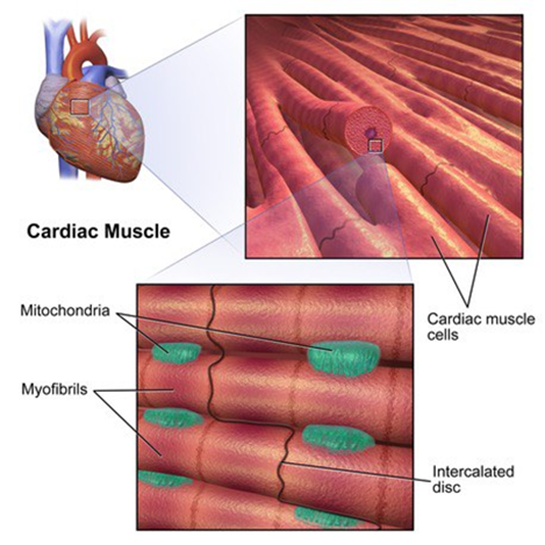 Cardiac Muscle
Cardiac muscle
cells
Mitochondria
Myofibrils
Intercalated
disc